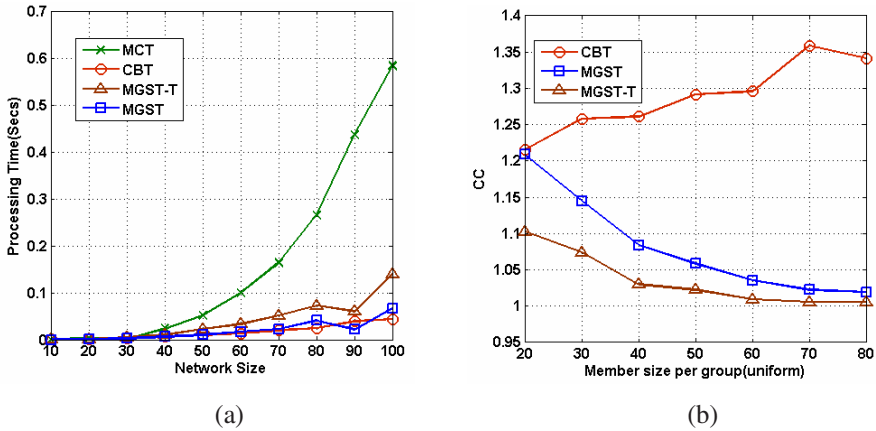 0.7
0.6
0.5
0.4
0.3
0.2
0.1
0
Processing Time(Secs)
MCT
CBT
MGST-T
MGST
10 20 30 40 50 60 70 80 90 100
Network Size
(a)
1.4
1.35
1.3
1.25
1.2
1.15
1.1
1.05
1
0.95
CC
CBT
MGST
MGST-T
20 30 40 50 60 70 80
Member size per group(uniform)
(b)